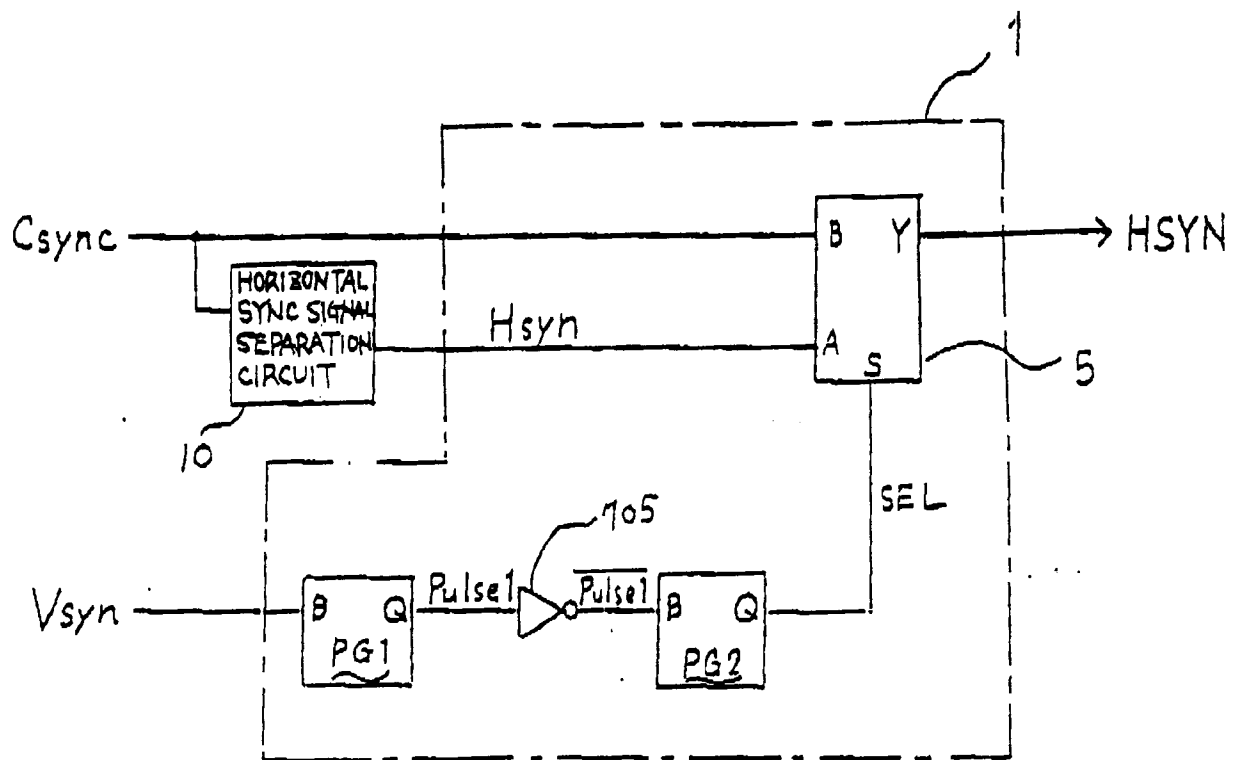 1
Csync
B Y
HSYN
HORIZONTAL
SYNC SIGNAL
SEPARATION
CIRCUIT
Hsyn
A
S
5
10
SEL
705
Vsyn
B Q
PG1
Pulse1
Pulse1
B Q
PG2